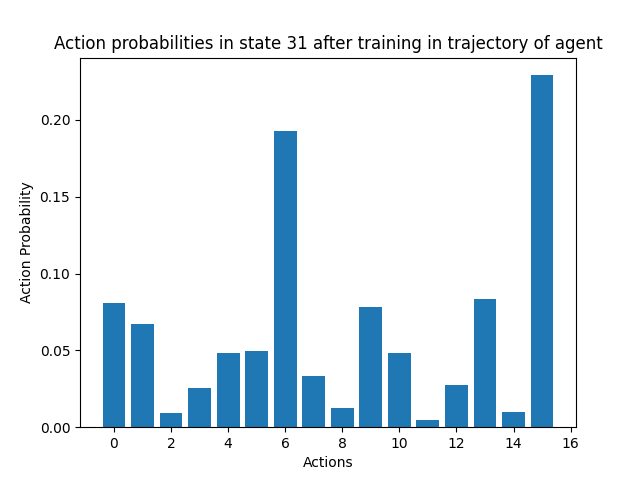 Action probabilities in state 31 after training in trajectory of agent
0.20
0.15
0.10
0.05
0.00
Action Probability
0 2 4 6 8 10 12 14 16
Actions